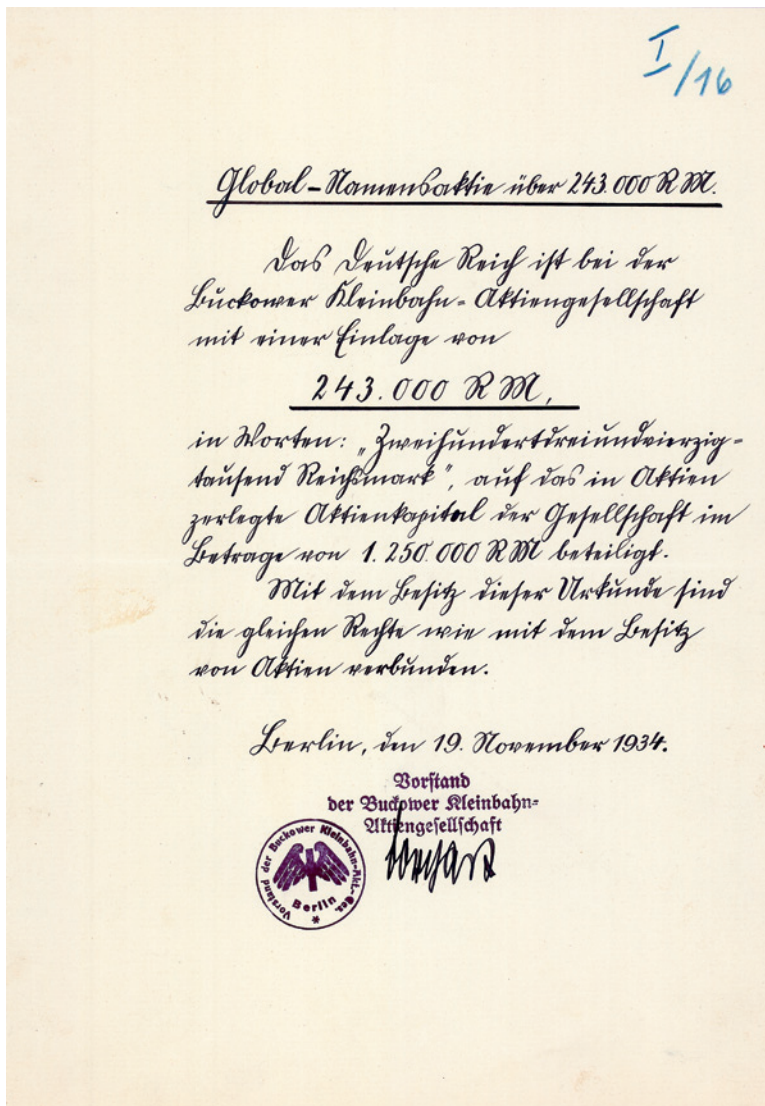 I/16
Global-Namensaktie über 243.000 RM.
Das Deutsche Reich ist bei der
Buckower Kleinbahn-Aktiengesellschaft
mit einer Einlage von
243.000 RM,
in Worten: „Zweihundertdreiundvierzig-
tausend Reichsmark", auf das in Aktien
zerlegte Aktienkapital der Gesellschaft im
Betrage von 1.250.000 RM beteiligt.
Mit dem Besitz dieser Urkunde sind
die gleichen Rechte wie mit dem Besitz
von Aktien verbunden.
Berlin, den 19. November 1934.
Vorstand
der Buckower Kleinbahn-
Aktiengesellschaft
Vorstand der Buckower Kleinbahn-Akt.-Ges.
Berlin